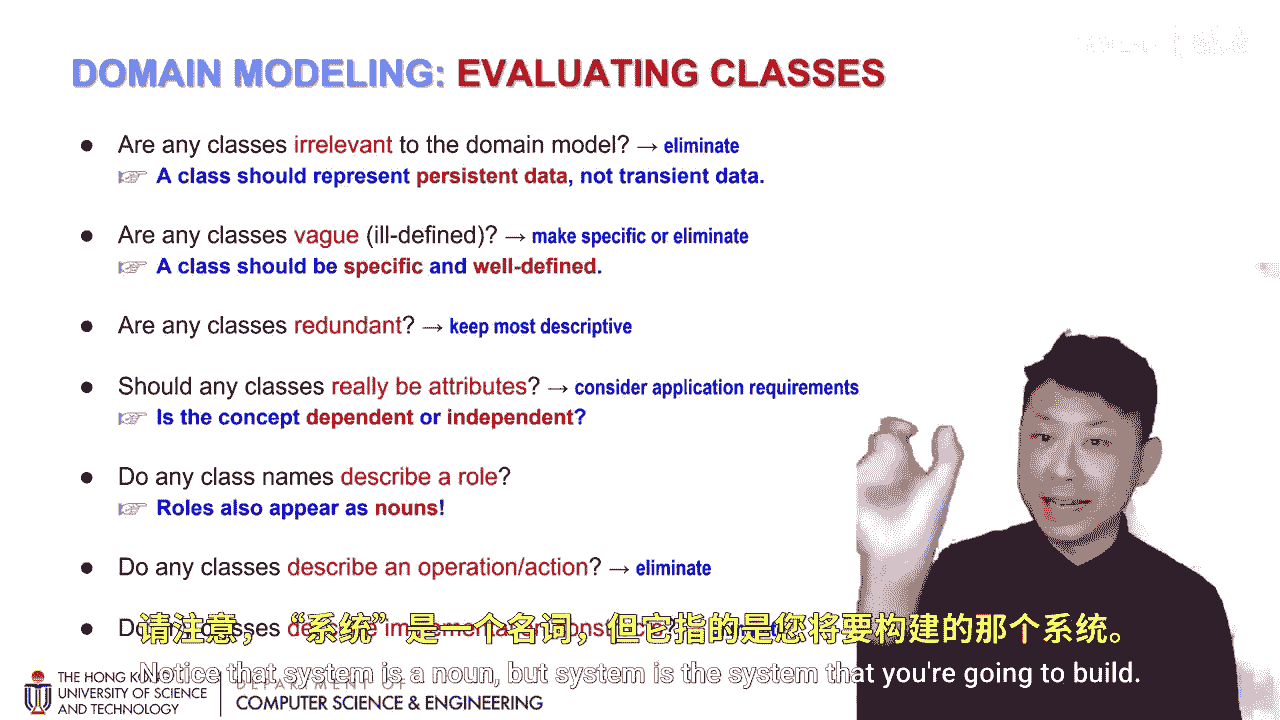 DOMAIN MODELING: EVALUATING CLASSES
● Are any classes irrelevant to the domain model? → eliminate
☞ A class should represent persistent data, not transient data.
● Are any classes vague (ill-defined)? → make specific or eliminate
☞ A class should be specific and well-defined.
● Are any classes redundant? → keep most descriptive
● Should any classes really be attributes? → consider application requirements
☞ Is the concept dependent or independent?
● Do any class names describe a role?
☞ Roles also appear as nouns!
● Do any classes describe an operation/action? → eliminate
请注意，“系统”是一个名词，但它指的是您将要构建的那个系统。
Notice that system is a noun, but system is the system that you're going to build.
THE HONG KONG
UNIVERSITY OF SCIENCE
AND TECHNOLOGY
DEPARTMENT OF
COMPUTER SCIENCE & ENGINEERING